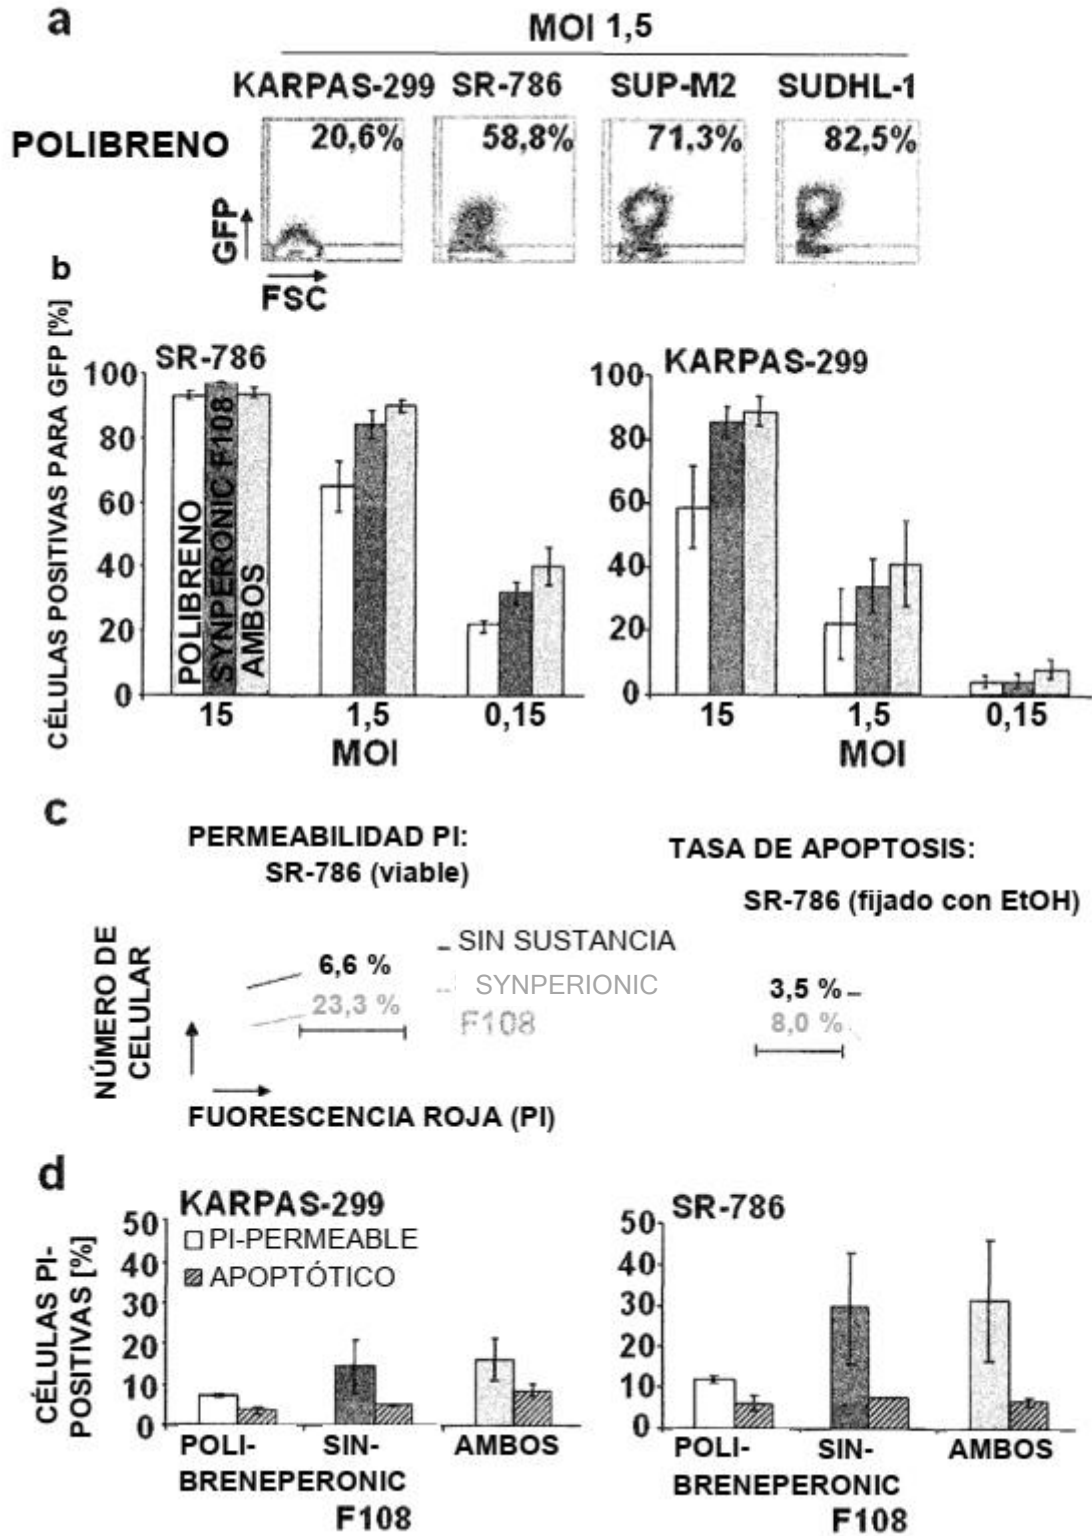 a
MOI 1,5
KARPAS-299 SR-786 SUP-M2 SUDHL-1
POLIBRENO
20,6% 58,8% 71,3% 82,5%
GFP
FSC
b
CÉLULAS POSITIVAS PARA GFP [%]
SR-786
100
80
60
40
20
0
POLIBRENO
SYNPERONIC F108
AMBOS
15 1,5 0,15
MOI
KARPAS-299
100
80
60
40
20
0
15 1,5 0,15
MOI
c
PERMEABILIDAD PI:
SR-786 (viable)
TASA DE APOPTOSIS:
SR-786 (fijado con EtOH)
NÚMERO DE
CELULAR
6,6 %
23,3 %
SIN SUSTANCIA
SYNPERIONIC
F108
3,5 %
8,0 %
FUORESCENCIA ROJA (PI)
d
CÉLULAS PI-
POSITIVAS [%]
KARPAS-299
50
40
30
20
10
0
PI-PERMEABLE
APOPTÓTICO
POLI- SIN- AMBOS
BRENEPERONIC
F108
SR-786
50
40
30
20
10
0
POLI- SIN- AMBOS
BRENEPERONIC
F108